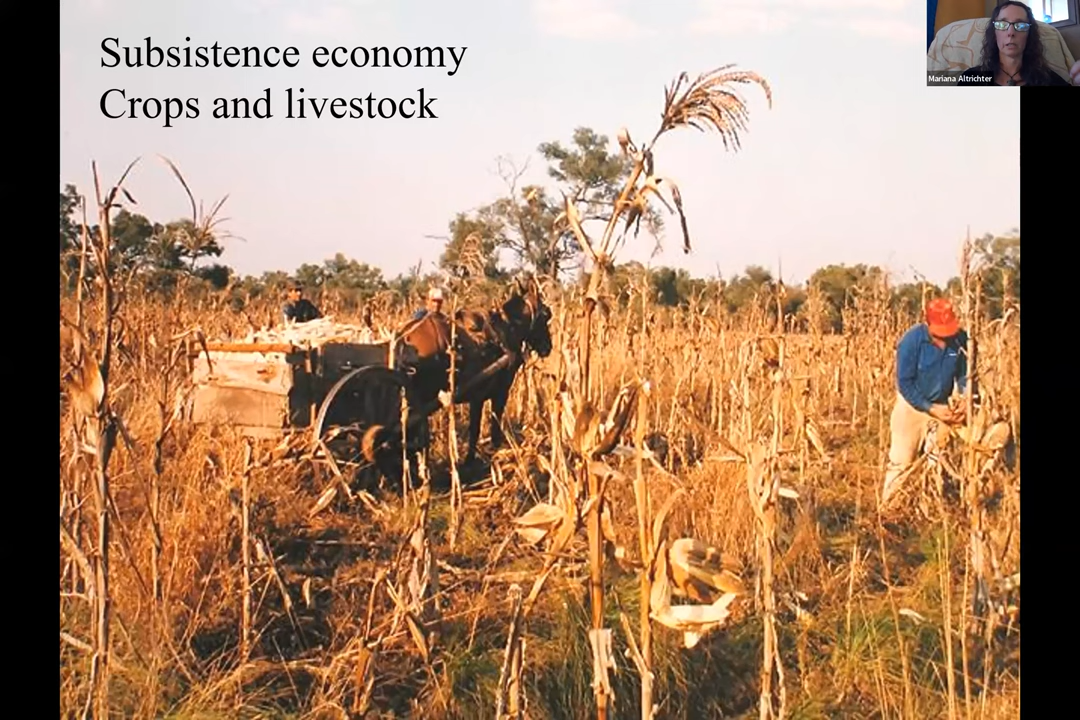 Subsistence economy
Crops and livestock
Mariana Altrichter